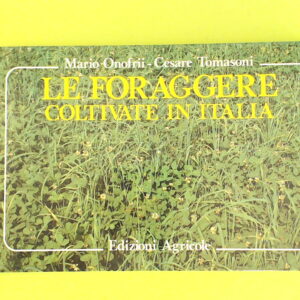 Mario Onofrii - Cesare Tomasoni
LE FORAGGERE
COLTIVATE IN ITALIA
Edizioni Agricole